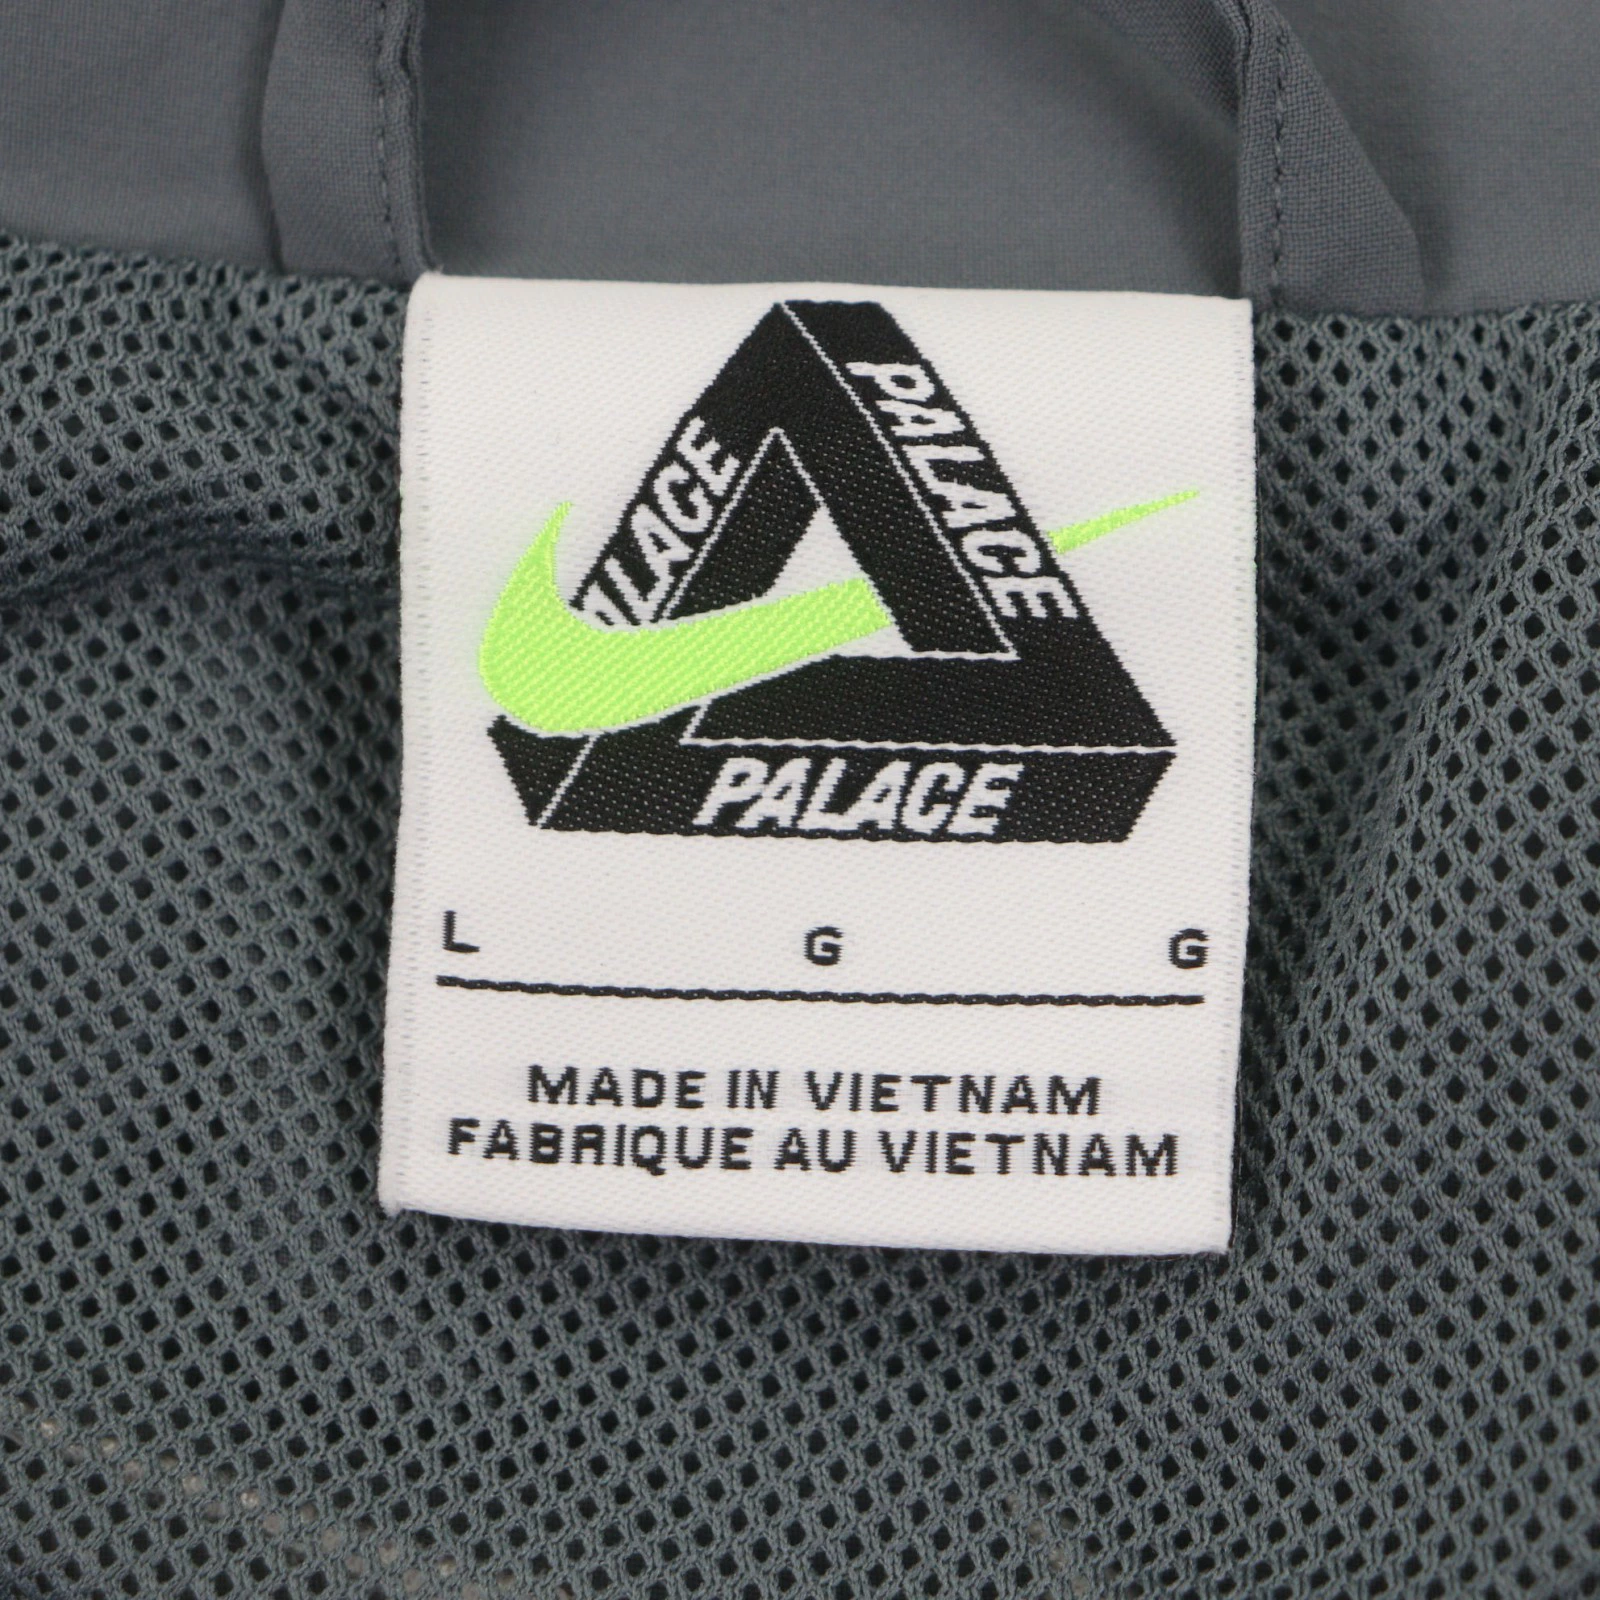 PALACE
PALACE
PALACE
L G G
MADE IN VIETNAM
FABRIQUE AU VIETNAM